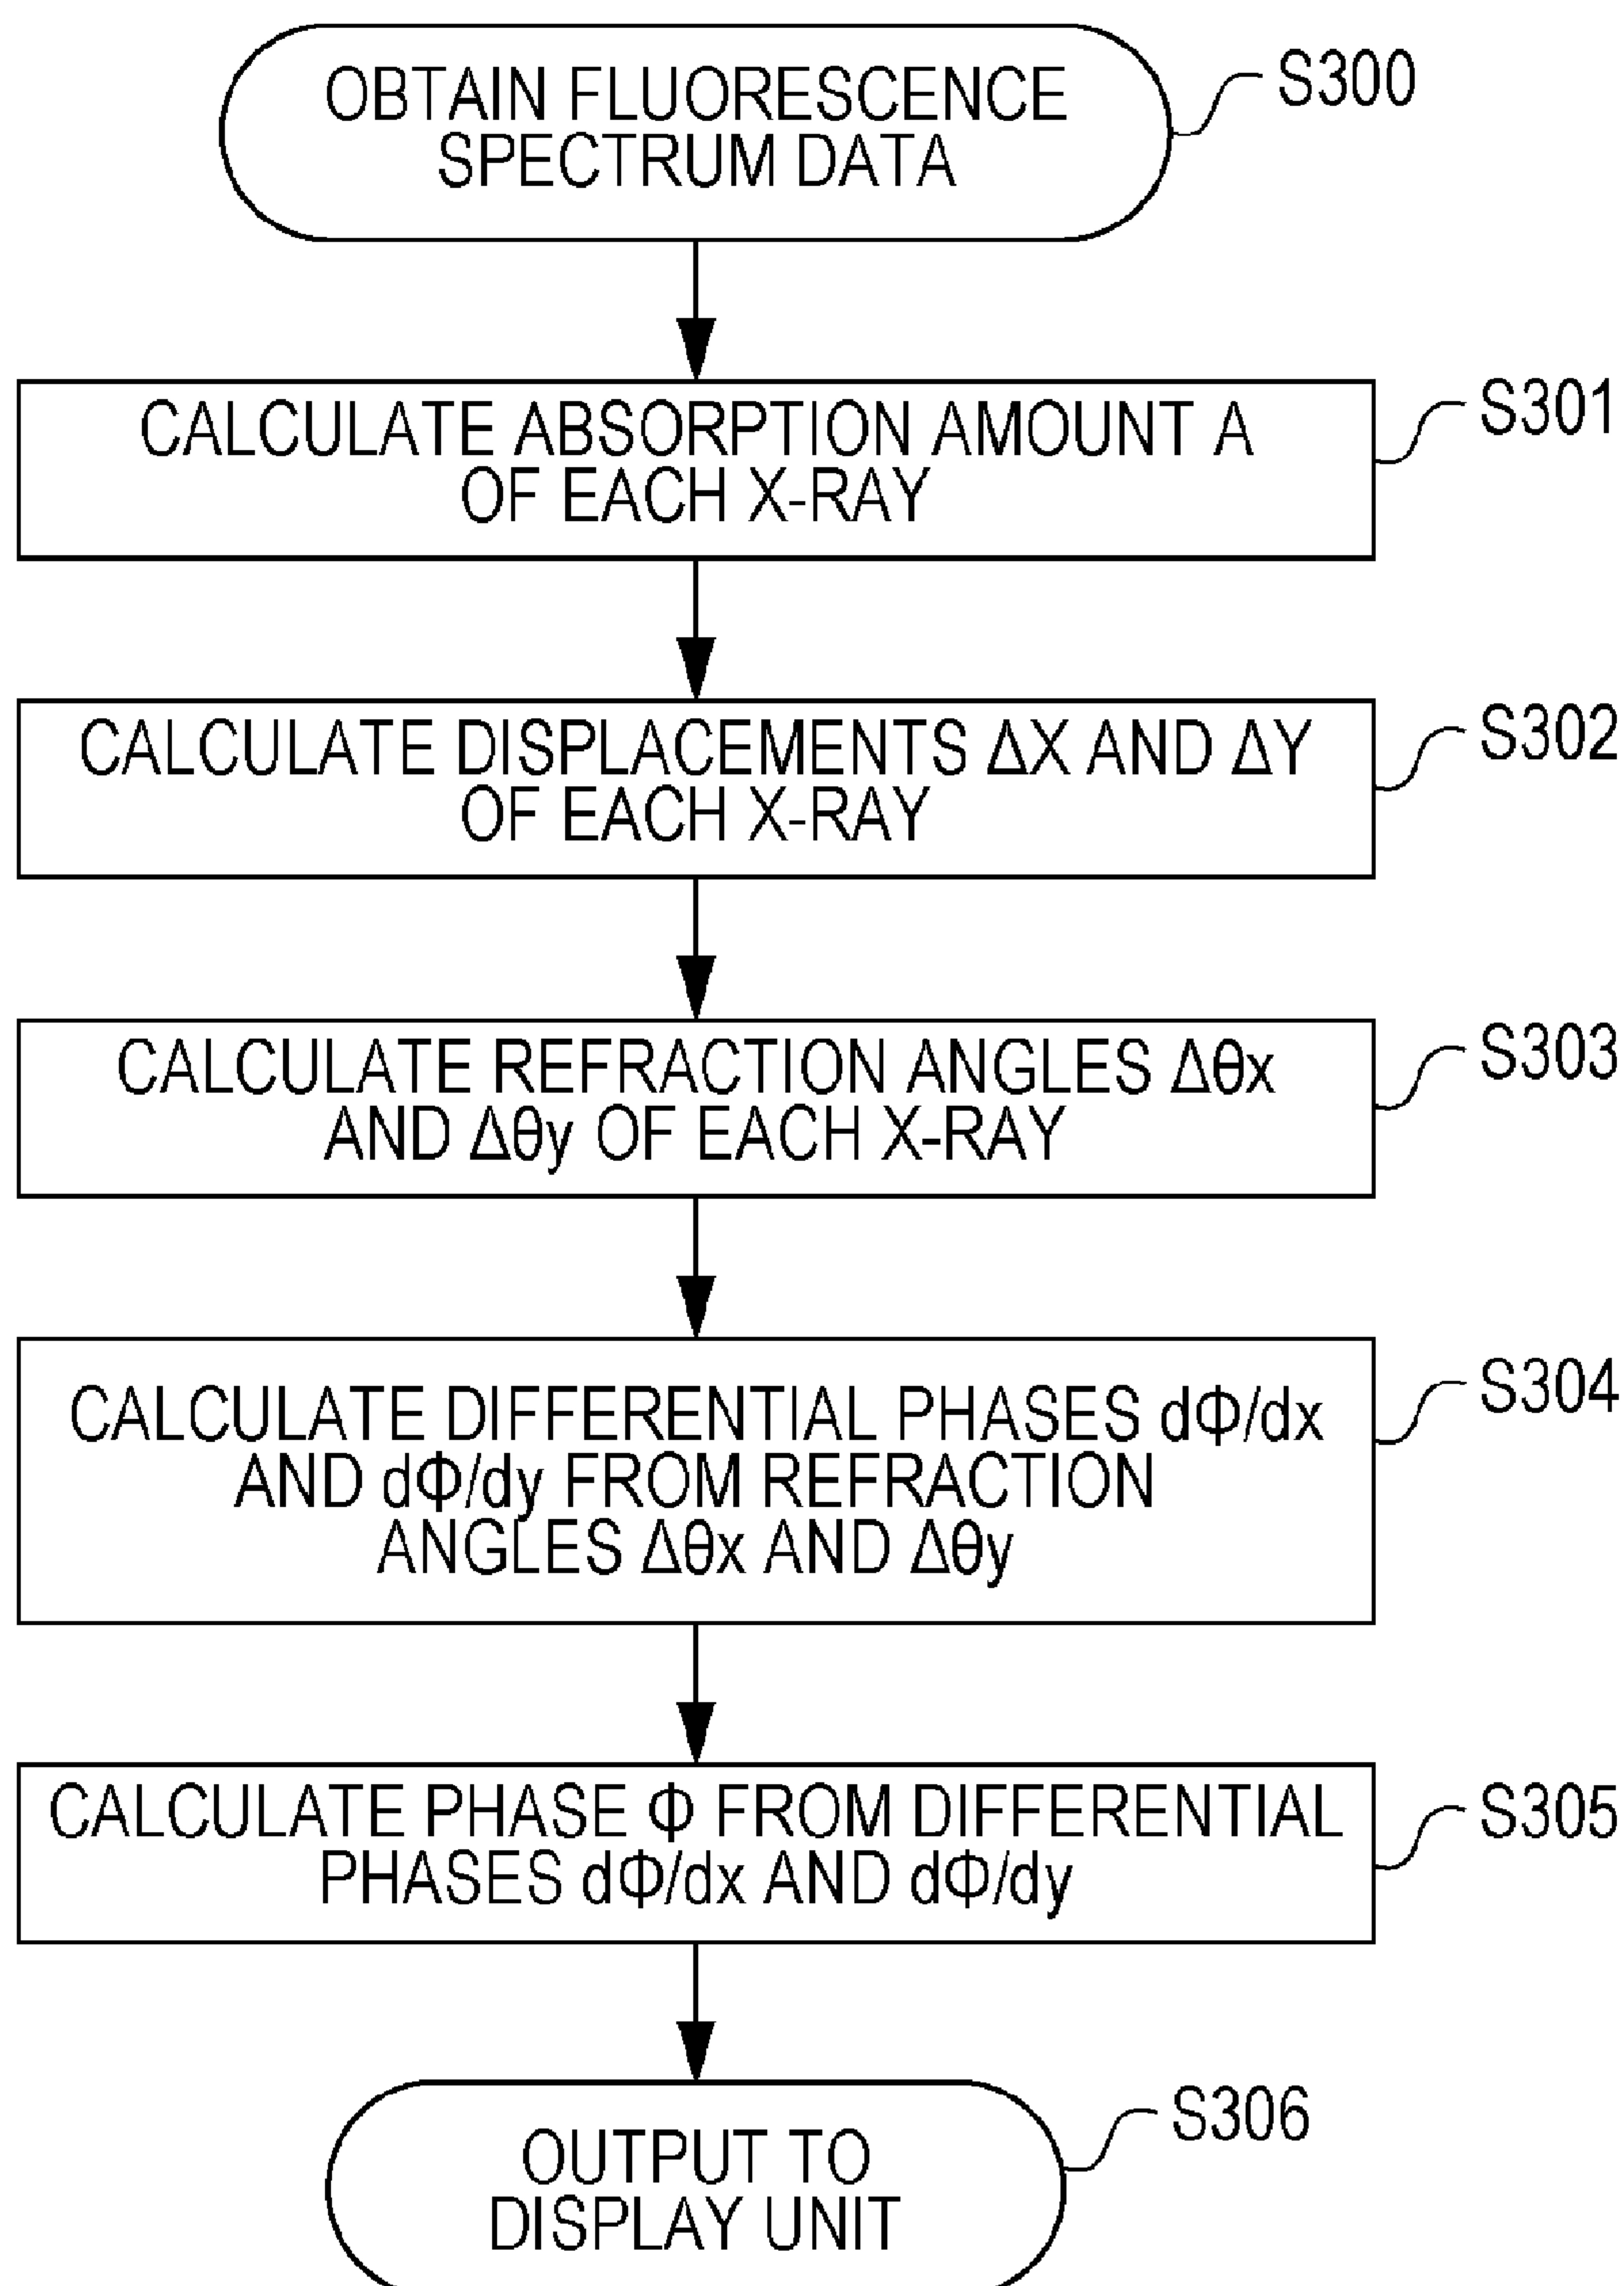 OBTAIN FLUORESCENCE
SPECTRUM DATA
S300
CALCULATE ABSORPTION AMOUNT A
OF EACH X-RAY
S301
CALCULATE DISPLACEMENTS ΔX AND ΔY
OF EACH X-RAY
S302
CALCULATE REFRACTION ANGLES Δθx
AND Δθy OF EACH X-RAY
S303
CALCULATE DIFFERENTIAL PHASES dΦ/dx
AND dΦ/dy FROM REFRACTION
ANGLES Δθx AND Δθy
S304
CALCULATE PHASE Φ FROM DIFFERENTIAL
PHASES dΦ/dx AND dΦ/dy
S305
OUTPUT TO
DISPLAY UNIT
S306